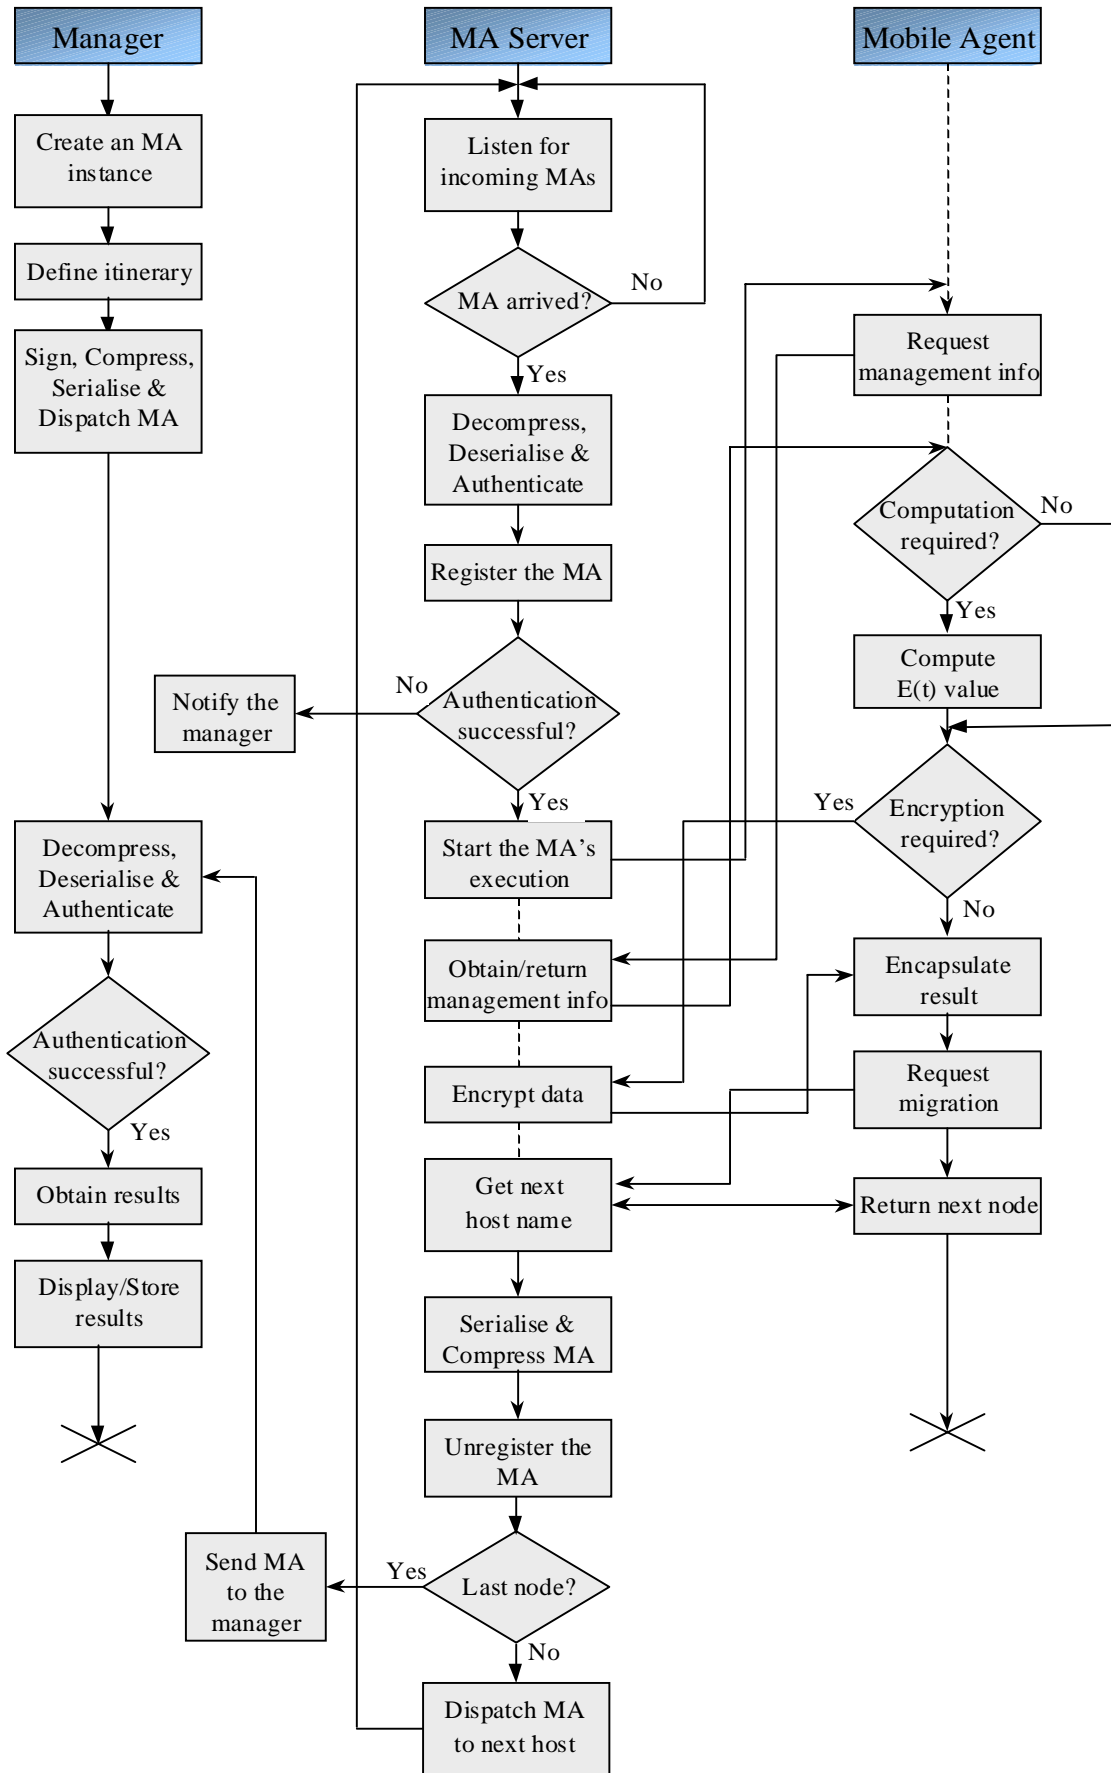 Manager
Create an MA
instance
Define itinerary
Sign, Compress,
Serialise &
Dispatch MA
Decompress,
Deserialise &
Authenticate
Authentication
successful?
Yes
Obtain results
Display/Store
results
MA Server
Listen for
incoming MAs
MA arrived?
No
Yes
Decompress,
Deserialise &
Authenticate
Register the MA
Authentication
successful?
No
Notify the
manager
Yes
Start the MA’s
execution
Obtain/return
management info
Encrypt data
Get next
host name
Serialise &
Compress MA
Unregister the
MA
Last node?
Yes
Send MA
to the
manager
No
Dispatch MA
to next host
Mobile Agent
Request
management info
Computation
required?
No
Yes
Compute
E(t) value
Encryption
required?
Yes
No
Encapsulate
result
Request
migration
Return next node